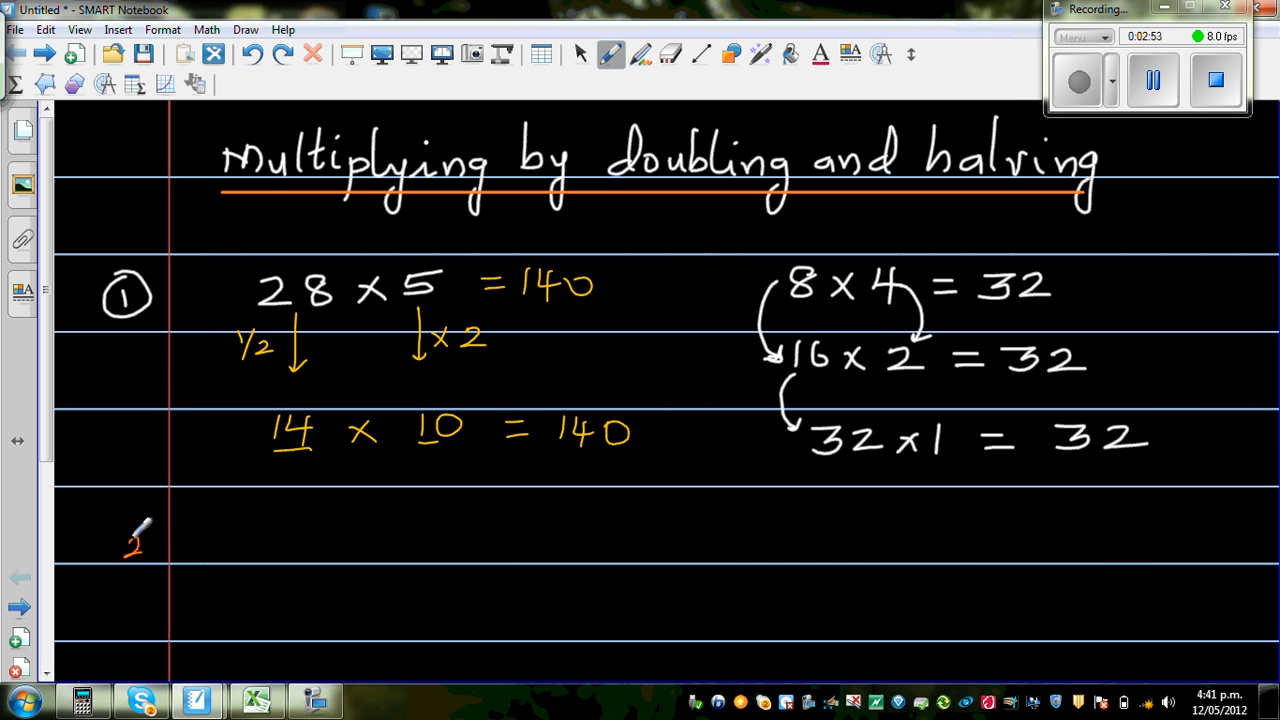 Untitled * - SMART Notebook
Recording...
File Edit View Insert Format Math Draw Help
Menu 0:02:53 8.0 fps
Multiplying by doubling and halving
1 28 × 5 = 140 8 × 4 = 32
1/2 × 2 16 × 2 = 32
14 × 10 = 140 32 × 1 = 32
2
4:41 p.m.
12/05/2012